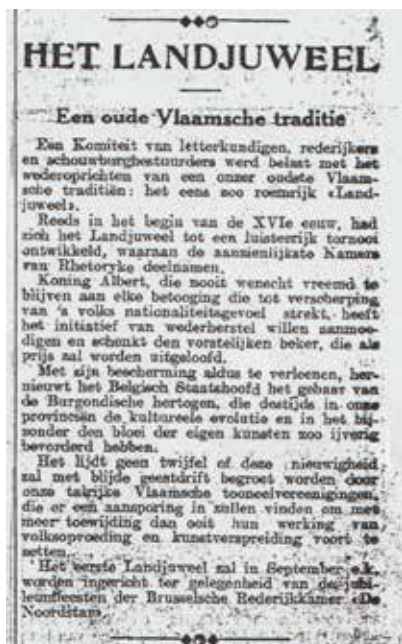 HET LANDJUWEEL
Een oude Vlaamsche traditie
Een Komiteit van letterkundigen, rederijkers
en schouwburgbestuurders werd belast met het
wederoprichten van een onzer oudste Vlaam-
sche traditiën : het eens zoo roemrijk «Land-
juweel».
Reeds in het begin van de XVIe eeuw, had
zich het Landjuweel tot een luisterrijk tornooi
ontwikkeld, waaraan de aanzienlijkste Kamers
van Rhetoryke deelnamen.
Koning Albert, die nooit wenscht vreemd te
blijven aan elke betooging die tot verscherping
van 's volks nationaliteitsgevoel strekt, heeft
het initiatief van wederherstel willen aanmoe-
digen en schenkt den vorstelijken beker, die als
prijs zal worden uitgeloofd.
Met zijn bescherming aldus te verleenen, her-
nieuwt het Belgisch Staatshoofd het gebaar van
de Burgondische hertogen, die destijds in onze
provinciën de kultureele evolutie en in het bij-
zonder den bloei der eigen kunsten zoo ijverig
bevorderd hebben.
Het lijdt geen twijfel of deze nieuwigheid
zal met blijde geestdrift begroet worden door
onze talrijke Vlaamsche tooneelvereenigingen,
die er een aansporing in zullen vinden om met
meer toewijding dan ooit hun werking van
volksopvoeding en kunstverspreiding voort te
zetten.
Het eerste Landjuweel zal in September e.k.
worden ingericht ter gelegenheid van de jubi-
leumfeesten der Brusselsche Rederijkkamer «De
Noordstar».